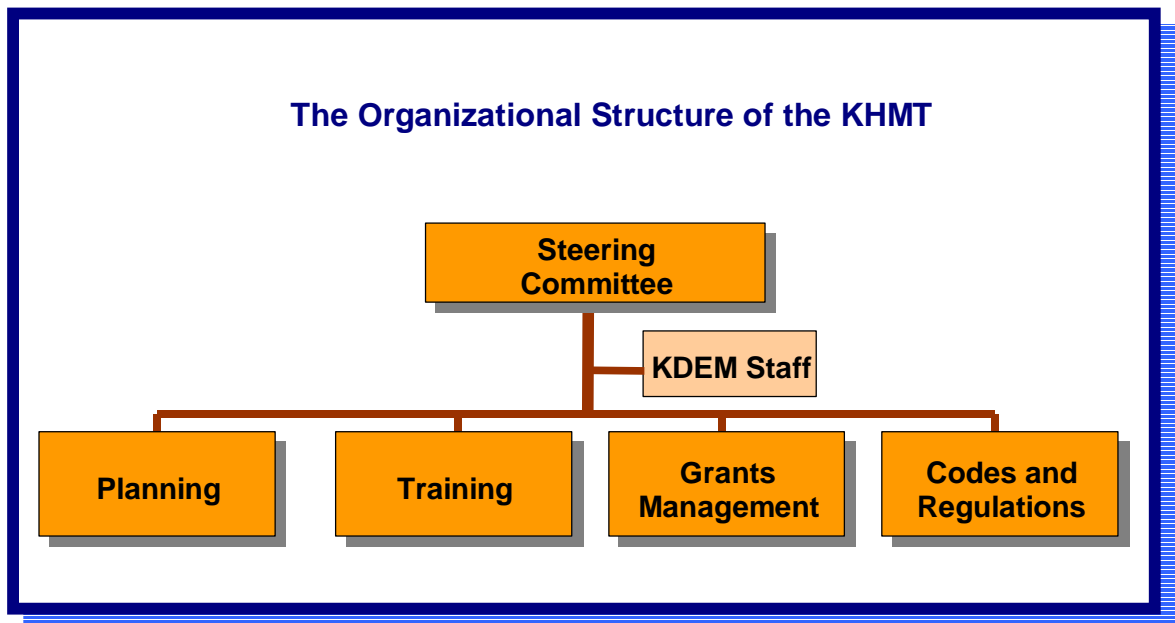 The Organizational Structure of the KHMT
Steering
Committee
KDEM Staff
Planning
Training
Grants
Management
Codes and
Regulations